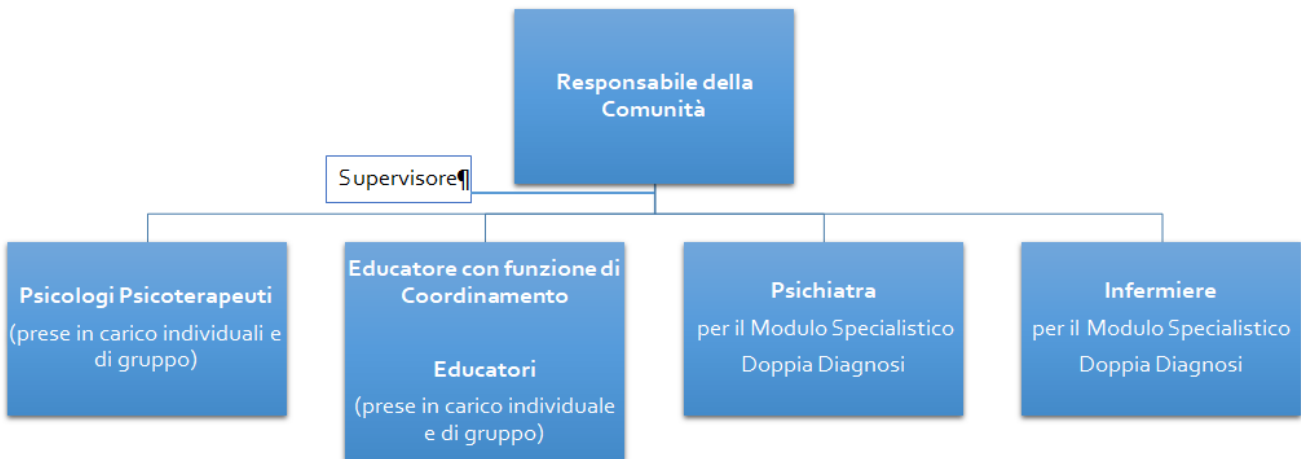 Responsabile della
Comunità
Supervisore¶
Psicologi Psicoterapeuti
(prese in carico individuali e
di gruppo)
Educatore con funzione di
Coordinamento
Educatori
(prese in carico individuale
e di gruppo)
Psichiatra
per il Modulo Specialistico
Doppia Diagnosi
Infermiere
per il Modulo Specialistico
Doppia Diagnosi